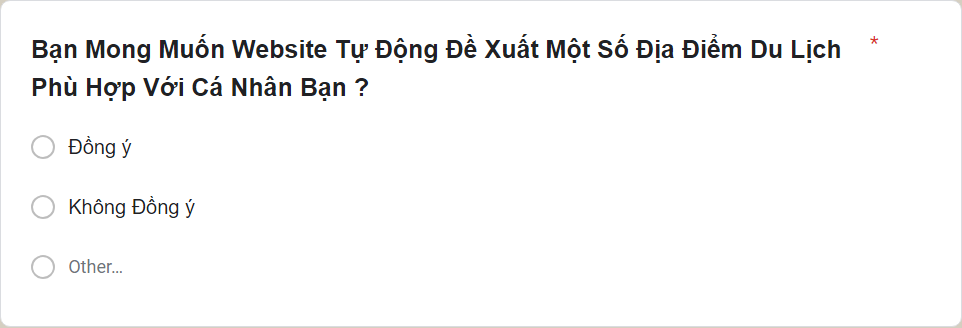 Bạn Mong Muốn Website Tự Động Đề Xuất Một Số Địa Điểm Du Lịch *
Phù Hợp Với Cá Nhân Bạn ?
Đồng ý
Không Đồng ý
Other...